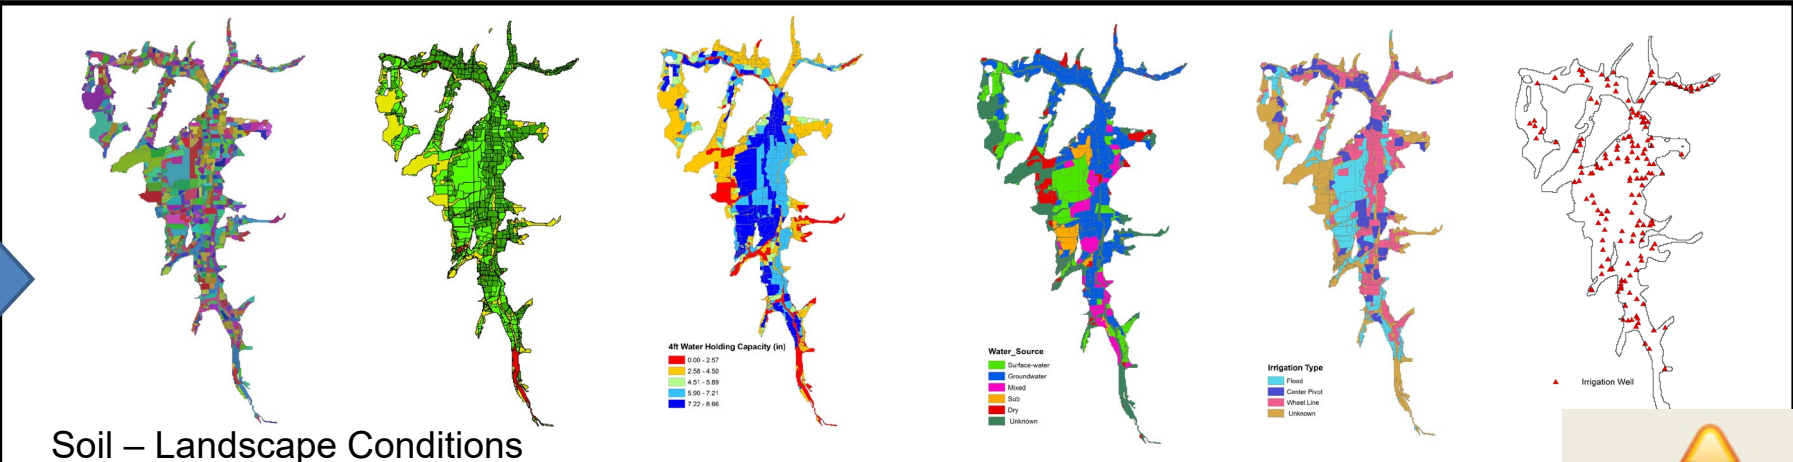 4ft Water Holding Capacity (in)
0.00 - 2.57
2.58 - 4.50
4.51 - 5.89
5.90 - 7.21
7.22 - 8.66
Water_Source
Surface-water
Groundwater
Mixed
Sub
Dry
Unknown
Irrigation Type
Flood
Center Pivot
Wheel Line
Unknown
Irrigation Well
Soil – Landscape Conditions